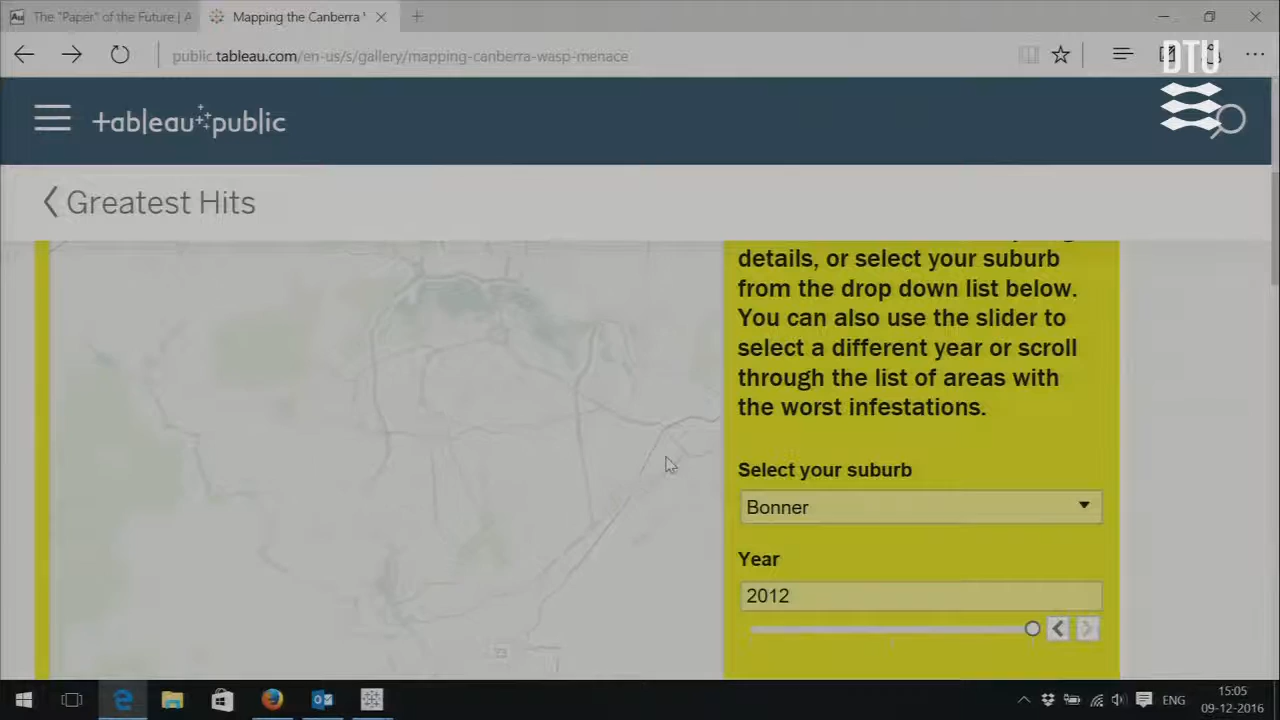 The "Paper" of the Future | A
Mapping the Canberra
DTU
public.tableau.com/en-us/s/gallery/mapping-canberra-wasp-menace
+ableau public
Greatest Hits
details, or select your suburb
from the drop down list below.
You can also use the slider to
select a different year or scroll
through the list of areas with
the worst infestations.
Select your suburb
Bonner
Year
2012
23
ENG
15:05
09-12-2016